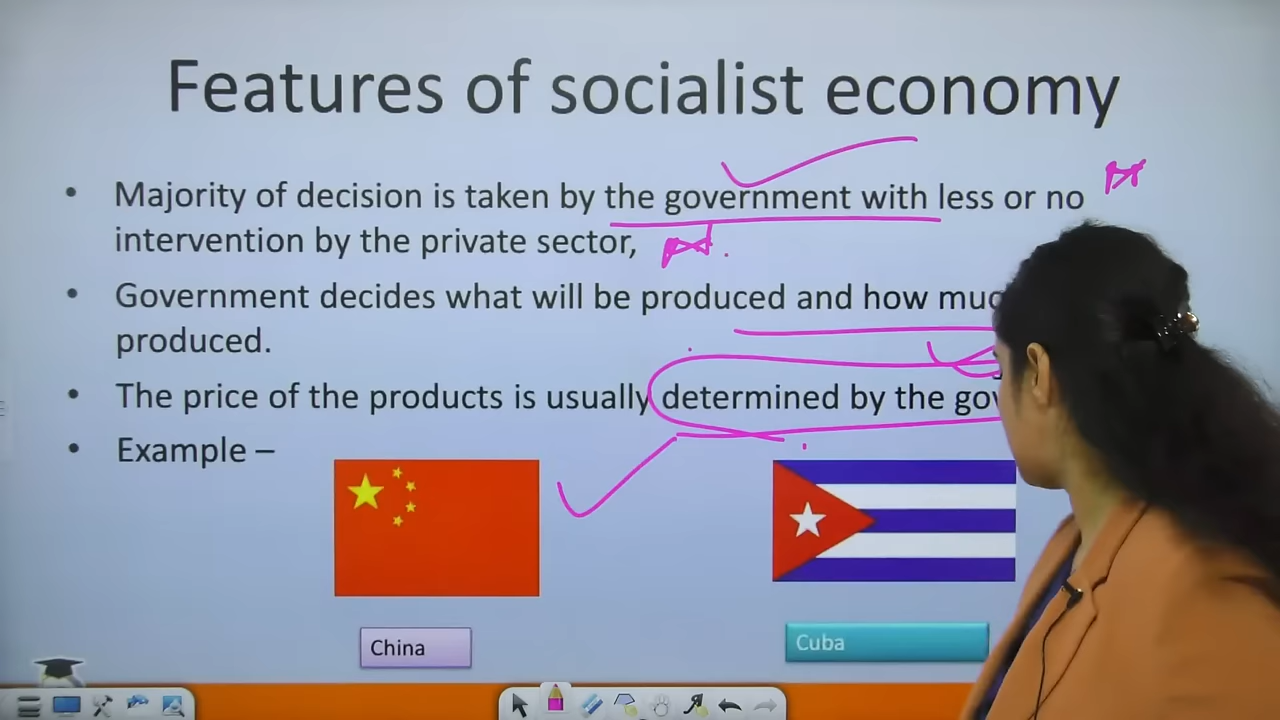 Features of socialist economy
• Majority of decision is taken by the government with less or no
intervention by the private sector,
• Government decides what will be produced and how
produced.
• The price of the products is usually determined by the
• Example –
China
Cuba